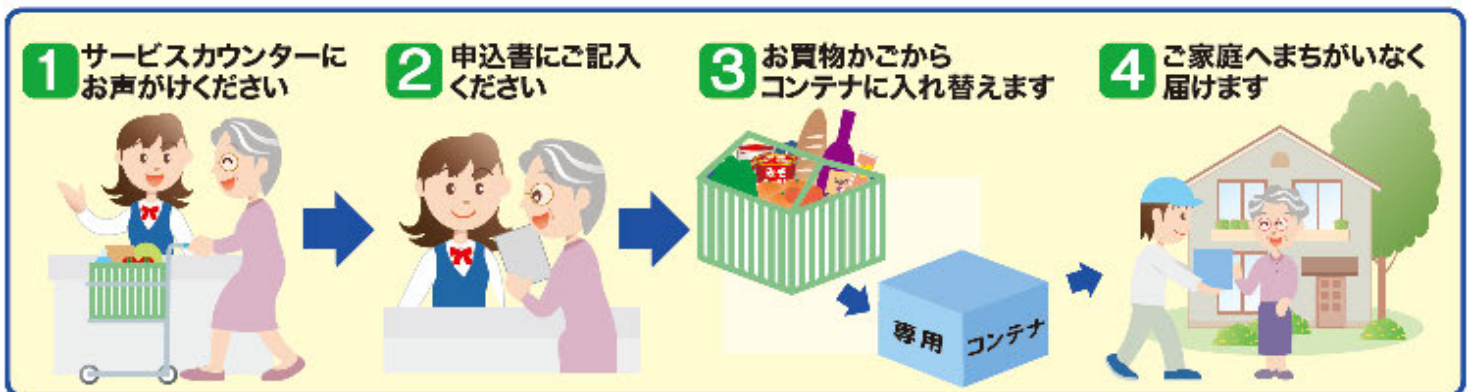 1 サービスカウンターに
お声がけください
2 申込書にご記入
ください
3 お買物かごから
コンテナに入れ替えます
4 ご家庭へまちがいなく
届けます
専用 コンテナ